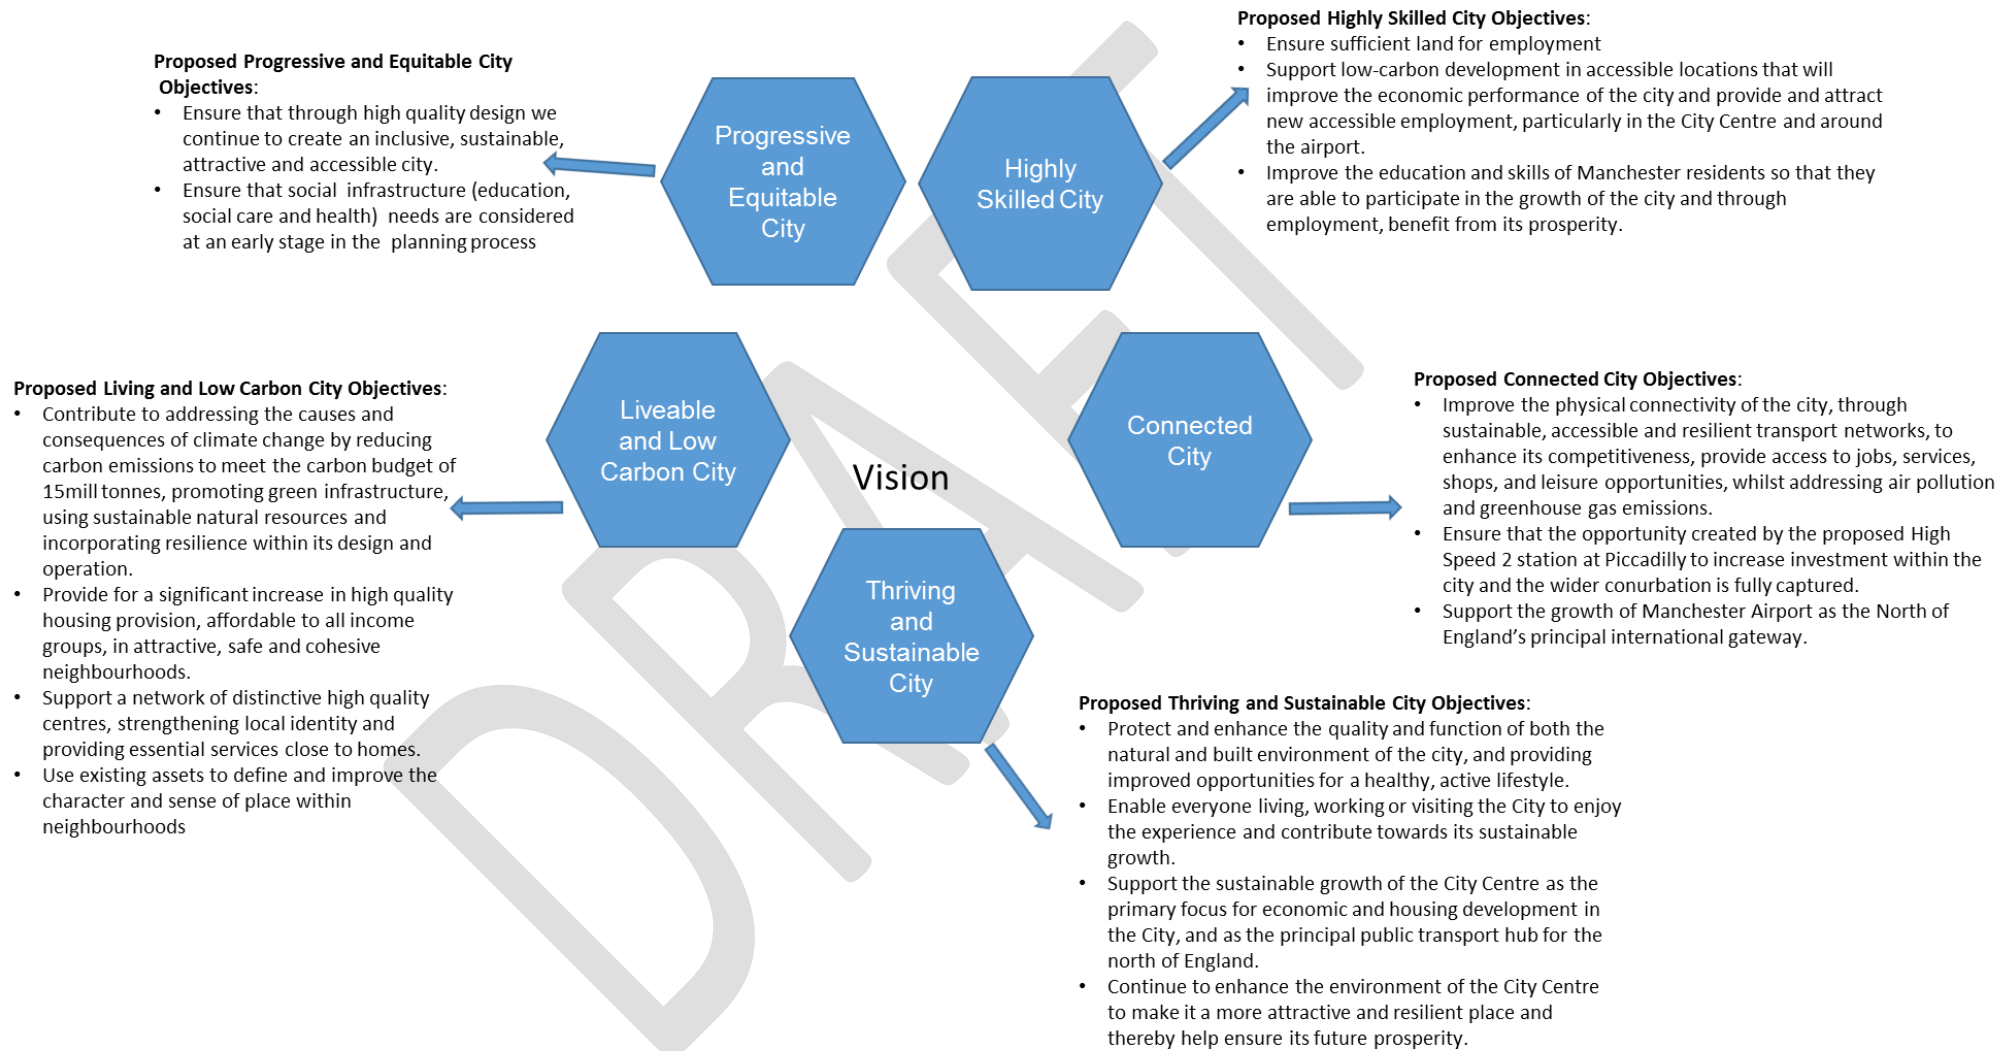 Proposed Progressive and Equitable City
Objectives:
• Ensure that through high quality design we
continue to create an inclusive, sustainable,
attractive and accessible city.
• Ensure that social infrastructure (education,
social care and health) needs are considered
at an early stage in the planning process
Progressive
and
Equitable
City
Highly
Skilled City
Proposed Highly Skilled City Objectives:
• Ensure sufficient land for employment
• Support low-carbon development in accessible locations that will
improve the economic performance of the city and provide and attract
new accessible employment, particularly in the City Centre and around
the airport.
• Improve the education and skills of Manchester residents so that they
are able to participate in the growth of the city and through
employment, benefit from its prosperity.
Proposed Living and Low Carbon City Objectives:
• Contribute to addressing the causes and
consequences of climate change by reducing
carbon emissions to meet the carbon budget of
15mill tonnes, promoting green infrastructure,
using sustainable natural resources and
incorporating resilience within its design and
operation.
• Provide for a significant increase in high quality
housing provision, affordable to all income
groups, in attractive, safe and cohesive
neighbourhoods.
• Support a network of distinctive high quality
centres, strengthening local identity and
providing essential services close to homes.
• Use existing assets to define and improve the
character and sense of place within
neighbourhoods
Liveable
and Low
Carbon City
Vision
Connected
City
Proposed Connected City Objectives:
• Improve the physical connectivity of the city, through
sustainable, accessible and resilient transport networks, to
enhance its competitiveness, provide access to jobs, services,
shops, and leisure opportunities, whilst addressing air pollution
and greenhouse gas emissions.
• Ensure that the opportunity created by the proposed High
Speed 2 station at Piccadilly to increase investment within the
city and the wider conurbation is fully captured.
• Support the growth of Manchester Airport as the North of
England’s principal international gateway.
Thriving
and
Sustainable
City
Proposed Thriving and Sustainable City Objectives:
• Protect and enhance the quality and function of both the
natural and built environment of the city, and providing
improved opportunities for a healthy, active lifestyle.
• Enable everyone living, working or visiting the City to enjoy
the experience and contribute towards its sustainable
growth.
• Support the sustainable growth of the City Centre as the
primary focus for economic and housing development in
the City, and as the principal public transport hub for the
north of England.
• Continue to enhance the environment of the City Centre
to make it a more attractive and resilient place and
thereby help ensure its future prosperity.
DRAFT